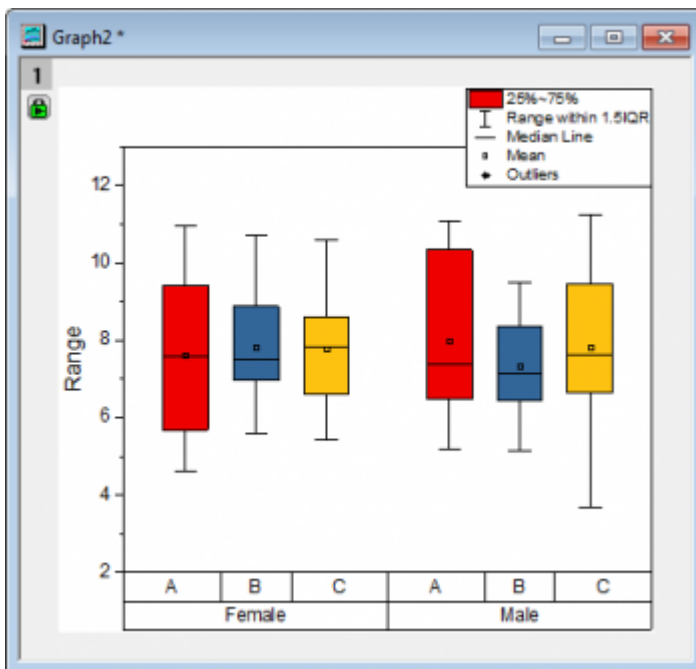 Graph2 *
1
25%~75%
Range within 1.5IQR
Median Line
Mean
Outliers
Range
12
10
8
6
4
2
A B C A B C
Female Male